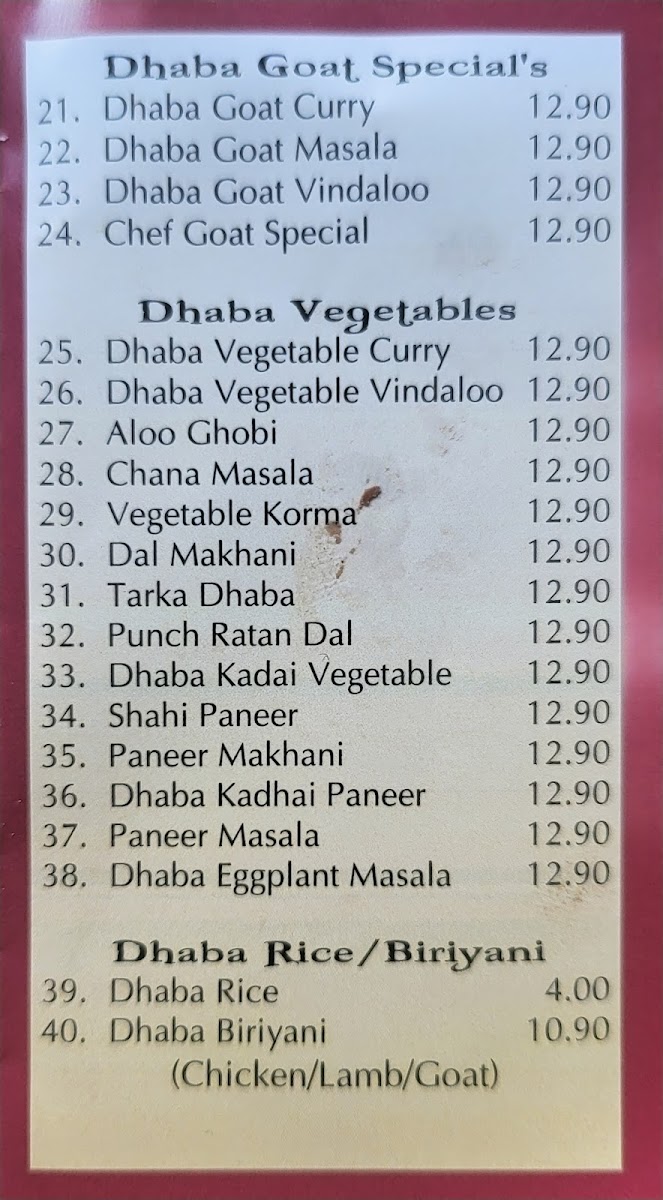 Dhaba Goat Special's
21. Dhaba Goat Curry 12.90
22. Dhaba Goat Masala 12.90
23. Dhaba Goat Vindaloo 12.90
24. Chef Goat Special 12.90
Dhaba Vegetables
25. Dhaba Vegetable Curry 12.90
26. Dhaba Vegetable Vindaloo 12.90
27. Aloo Ghobi 12.90
28. Chana Masala 12.90
29. Vegetable Korma 12.90
30. Dal Makhani 12.90
31. Tarka Dhaba 12.90
32. Punch Ratan Dal 12.90
33. Dhaba Kadai Vegetable 12.90
34. Shahi Paneer 12.90
35. Paneer Makhani 12.90
36. Dhaba Kadhai Paneer 12.90
37. Paneer Masala 12.90
38. Dhaba Eggplant Masala 12.90
Dhaba Rice/Biriyani
39. Dhaba Rice 4.00
40. Dhaba Biriyani 10.90
(Chicken/Lamb/Goat)